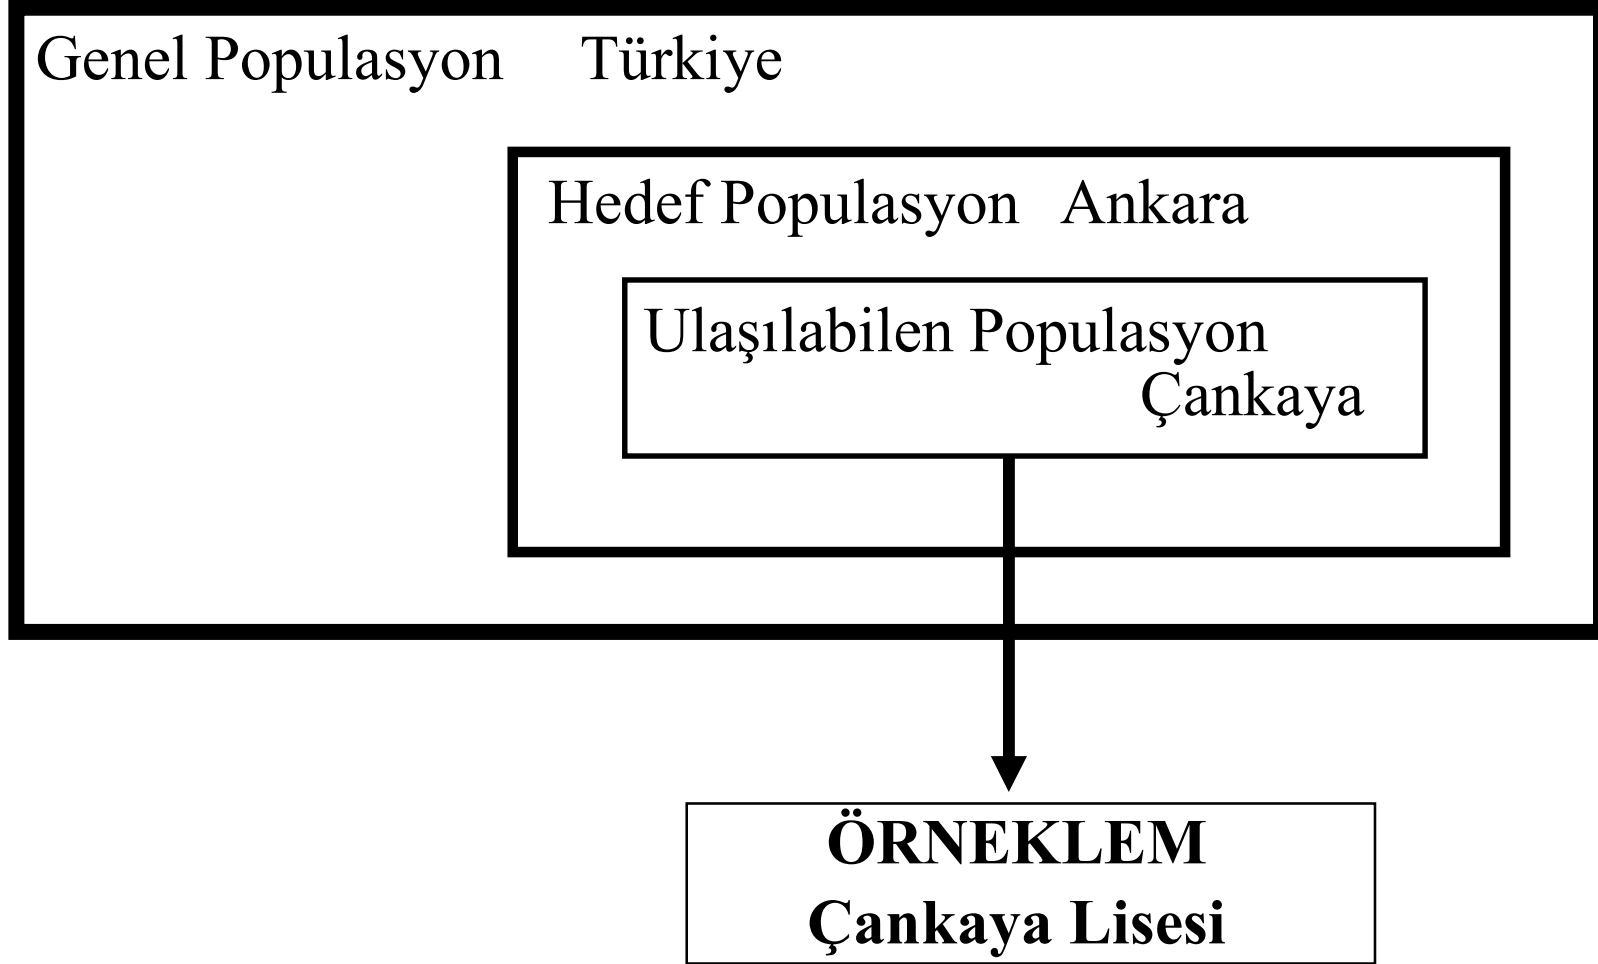 Genel Populasyon Türkiye
Hedef Populasyon Ankara
Ulaşılabilen Populasyon
Çankaya
ÖRNEKLEM
Çankaya Lisesi